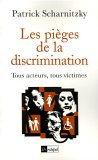 Patrick Scharnitzky
Les pièges
de la
discrimination
Tous acteurs, tous victimes